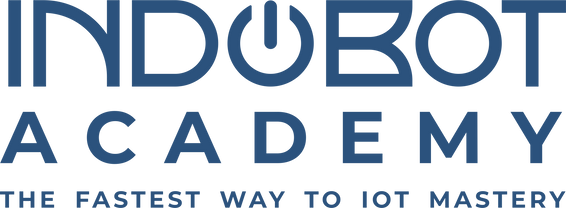 INDOBOT
ACADEMY
THE FASTEST WAY TO IOT MASTERY